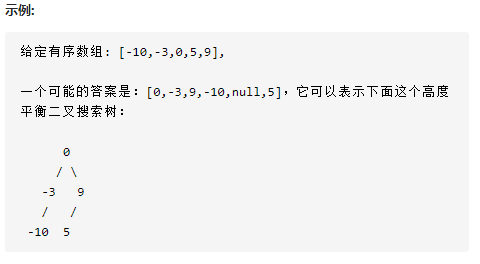 示例:
给定有序数组: [-10,-3,0,5,9],
一个可能的答案是：[0,-3,9,-10,null,5]，它可以表示下面这个高度
平衡二叉搜索树：
0
/ \
-3 9
/ /
-10 5